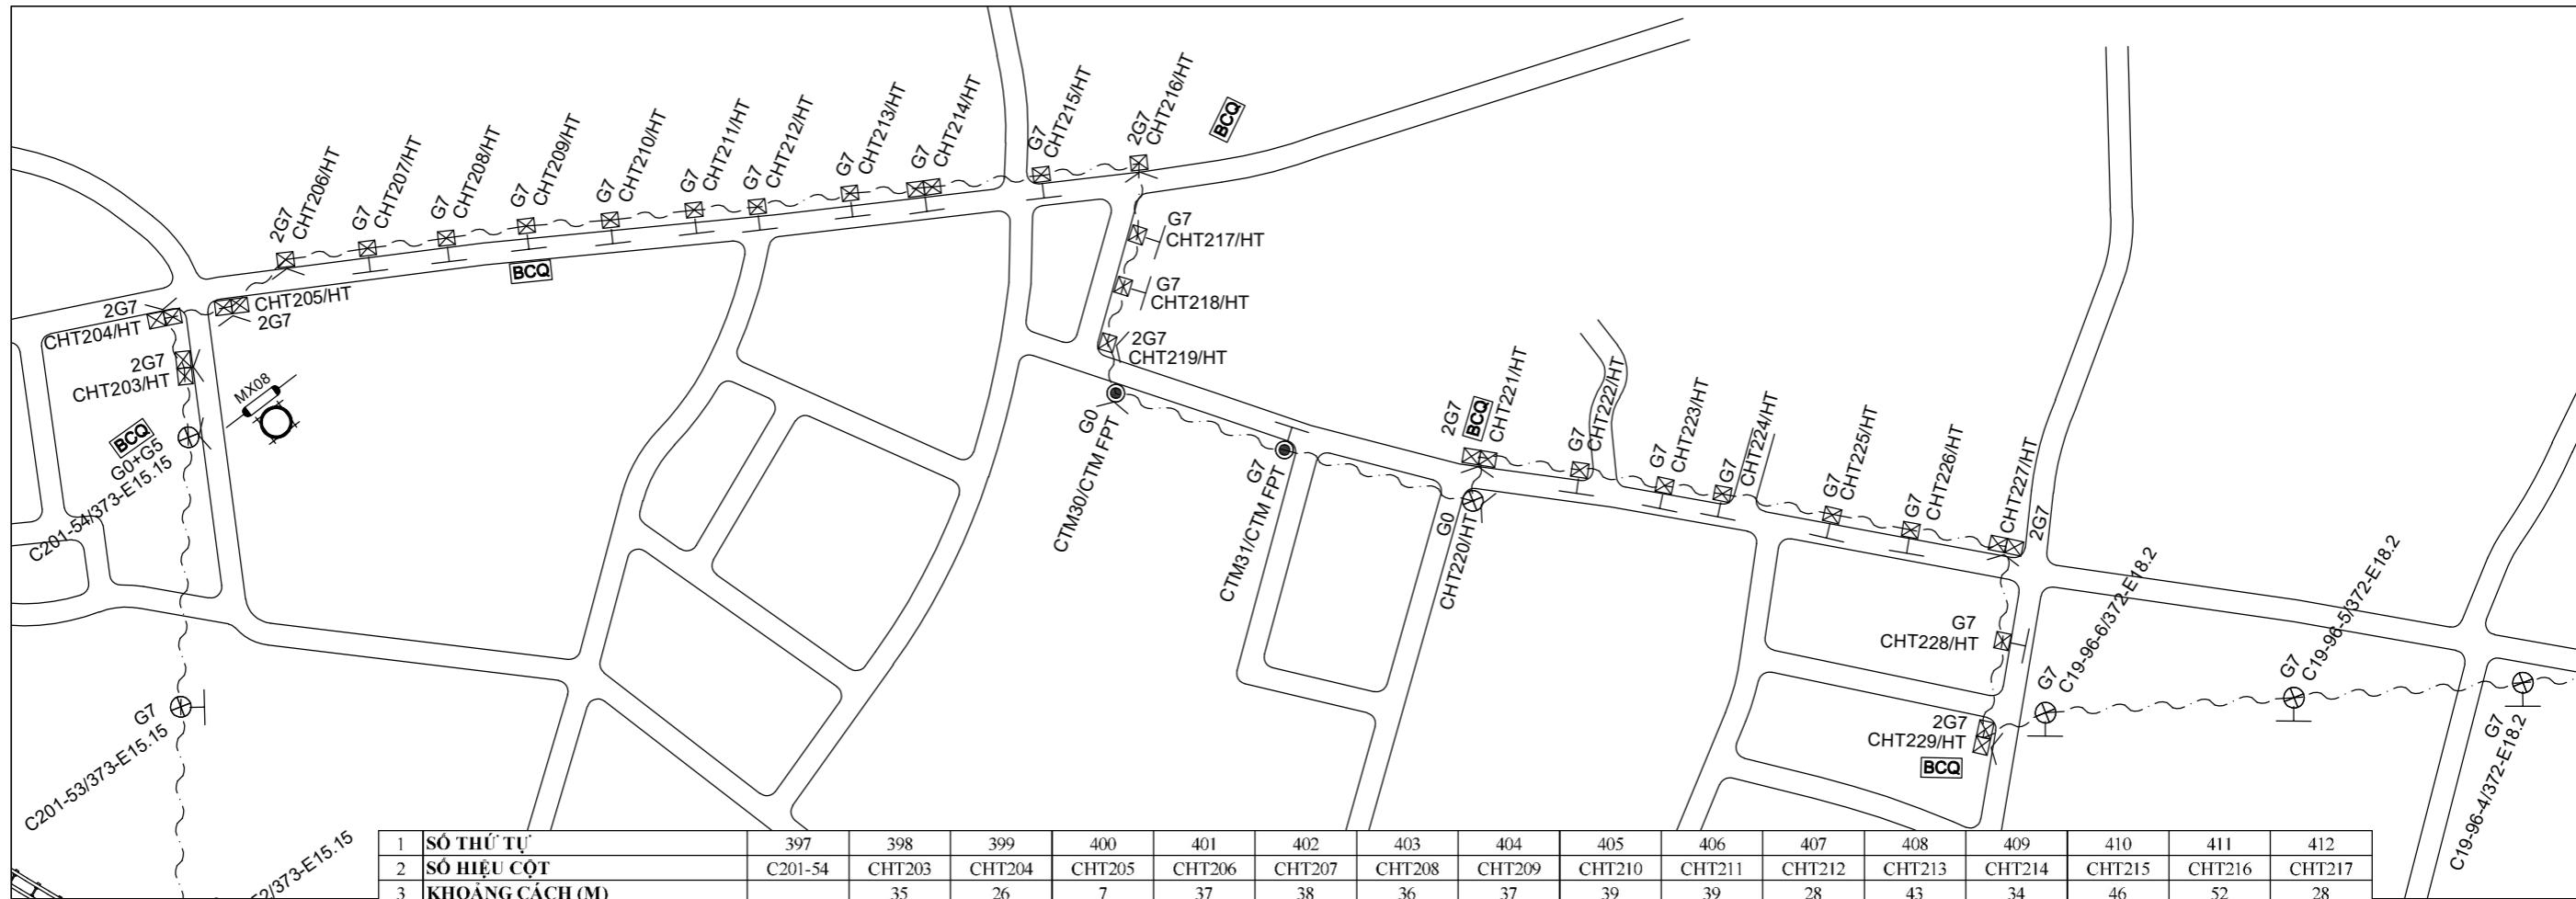 2G7
CHT206/HT
G7
CHT207/HT
G7
CHT208/HT
G7
CHT209/HT
G7
CHT210/HT
G7
CHT211/HT
G7
CHT212/HT
G7
CHT213/HT
G7
CHT214/HT
G7
CHT215/HT
2G7
CHT216/HT
BCQ
BCQ
G7
CHT217/HT
G7
CHT218/HT
2G7
CHT219/HT
2G7
CHT204/HT
CHT205/HT
2G7
2G7
CHT203/HT
MX08
BCQ
G0+G5
C201-54/373-E15.15
G7
C201-53/373-E15.15
G0
CTM30/CTM FPT
G7
CTM31/CTM FPT
2G7
BCQ
CHT221/HT
G0
CHT220/HT
G7
CHT222/HT
G7
CHT223/HT
G7
CHT224/HT
G7
CHT225/HT
G7
CHT226/HT
CHT227/HT
2G7
G7
CHT228/HT
2G7
CHT229/HT
BCQ
G7
C19-96-6/372-E18.2
G7
C19-96-5/372-E18.2
G7
C19-96-4/372-E18.2
2/373-E15.15
1 SỐ THỨ TỰ 397 398 399 400 401 402 403 404 405 406 407 408 409 410 411 412
2 SỐ HIỆU CỘT C201-54 CHT203 CHT204 CHT205 CHT206 CHT207 CHT208 CHT209 CHT210 CHT211 CHT212 CHT213 CHT214 CHT215 CHT216 CHT217
3 KHOẢNG CÁCH (M) 35 26 7 37 38 36 37 39 39 28 43 34 46 52 28